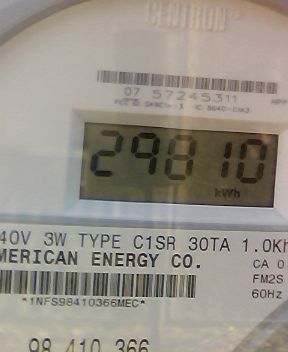 CENTRON®
07 57245311
29810
kWh
40V 3W TYPE C1SR 30TA 1.0Kh
MERICAN ENERGY CO.
CA 0
FM2S
60Hz
*1NFS98410366MEC*
98 410 366